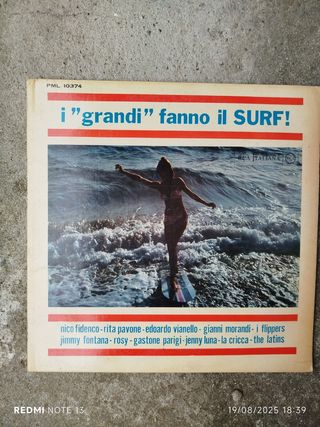 PML 10374
i "grandi" fanno il SURF!
RCA ITALIANA
nico fidenco - rita pavone - edoardo vianello - gianni morandi - i flippers
jimmy fontana - rosy - gastone parigi - jenny luna - la cricca - the latins
REDMI NOTE 13
19/08/2025 18:39